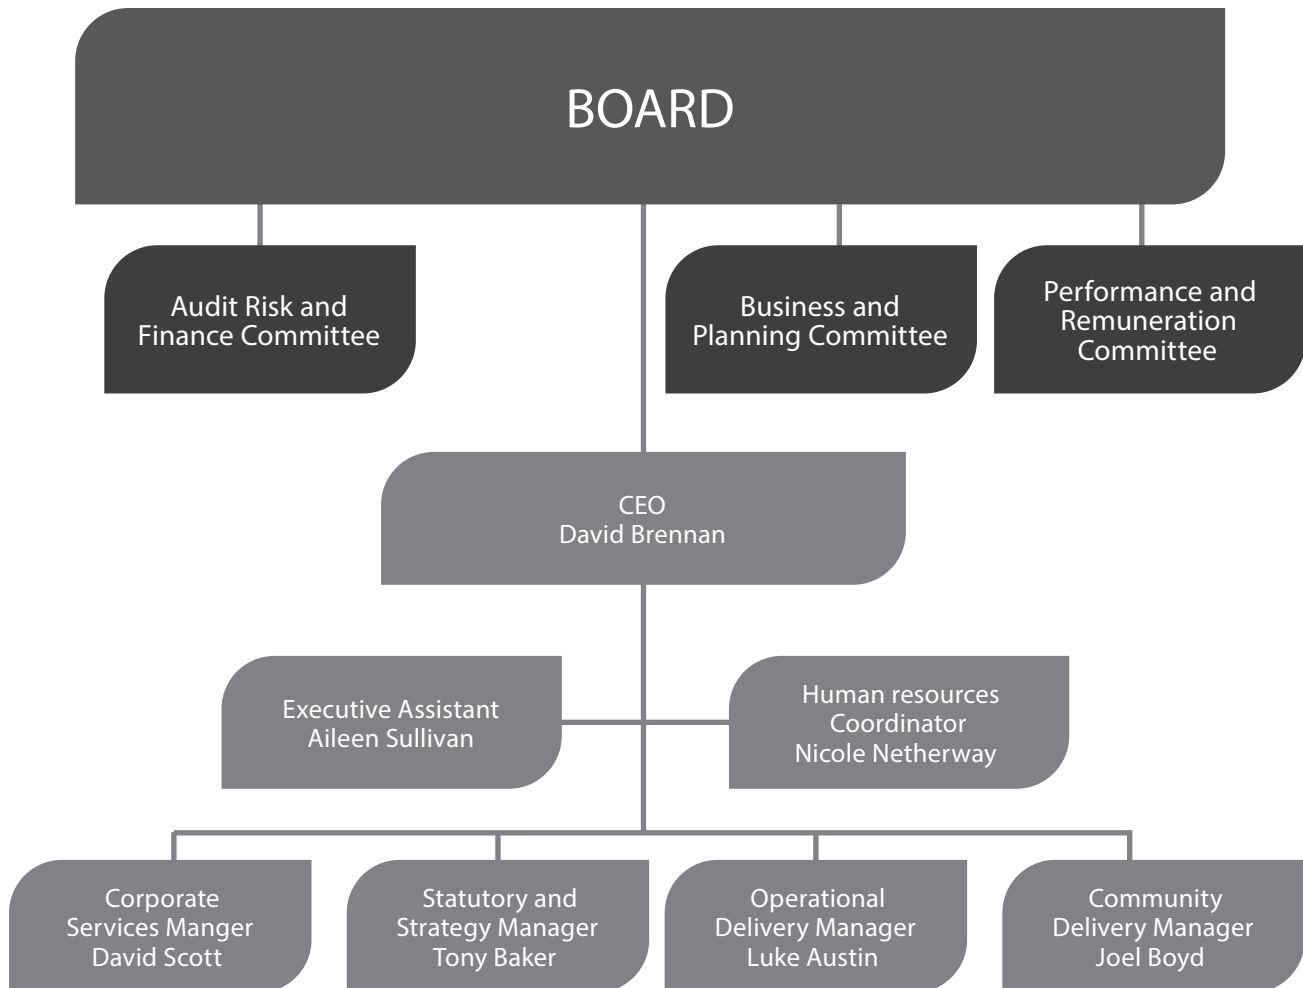 BOARD
Audit Risk and
Finance Committee
Business and
Planning Committee
Performance and
Remuneration
Committee
CEO
David Brennan
Executive Assistant
Aileen Sullivan
Human resources
Coordinator
Nicole Netherway
Corporate
Services Manger
David Scott
Statutory and
Strategy Manager
Tony Baker
Operational
Delivery Manager
Luke Austin
Community
Delivery Manager
Joel Boyd